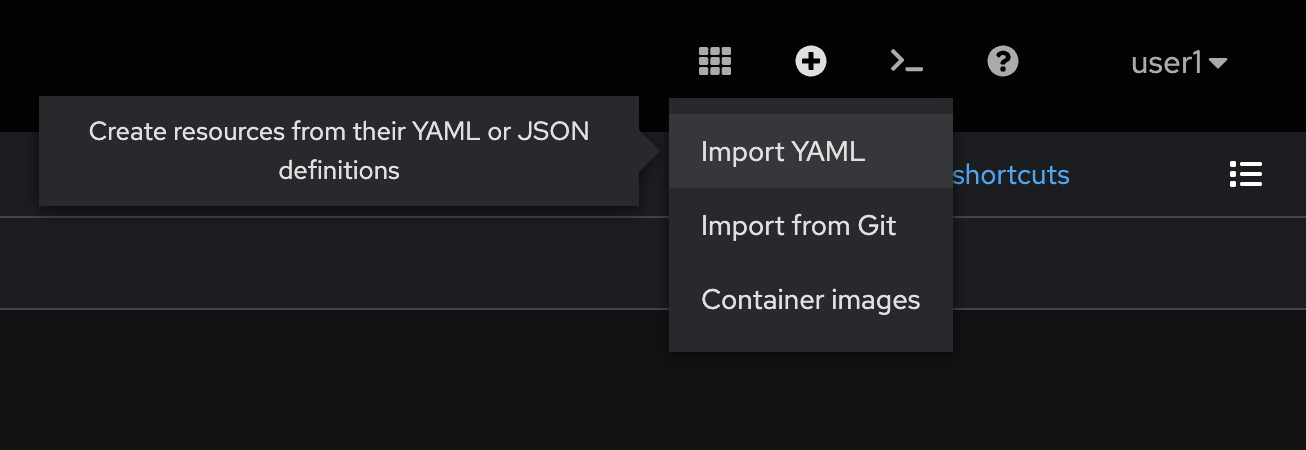 user1
Create resources from their YAML or JSON
definitions
Import YAML
shortcuts
Import from Git
Container images